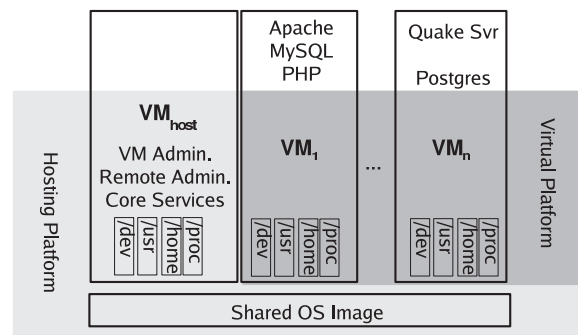 Apache
MySQL
PHP
Quake Svr
Postgres
Hosting Platform
VMhost
VM Admin.
Remote Admin.
Core Services
/dev
/usr
/home
/proc
VM1
/dev
/usr
/home
/proc
...
VMn
/dev
/usr
/home
/proc
Virtual Platform
Shared OS Image